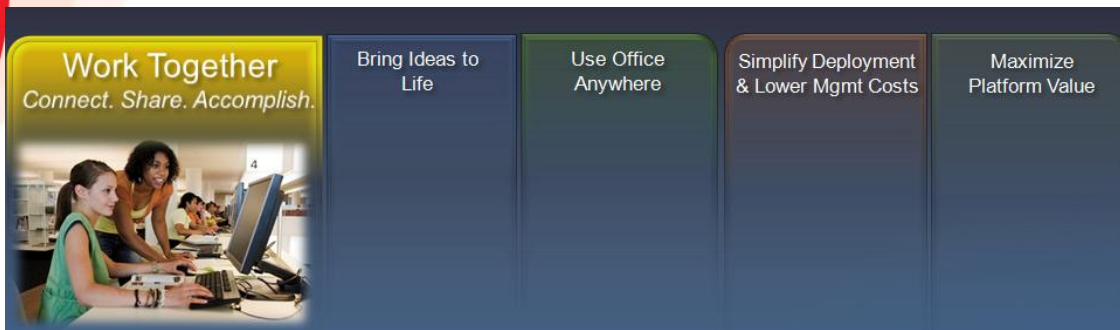 Work Together
Connect. Share. Accomplish.
4
Bring Ideas to
Life
Use Office
Anywhere
Simplify Deployment
& Lower Mgmt Costs
Maximize
Platform Value